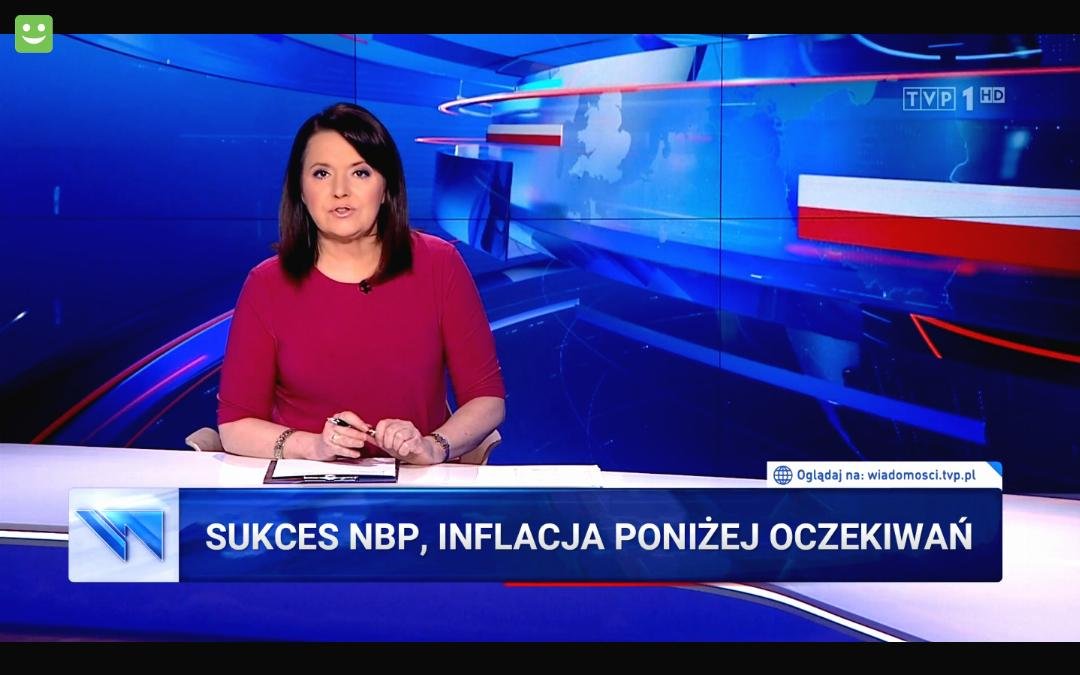 TVP 1 HD
Oglądaj na: wiadomosci.tvp.pl
SUKCES NBP, INFLACJA PONIŻEJ OCZEKIWAŃ